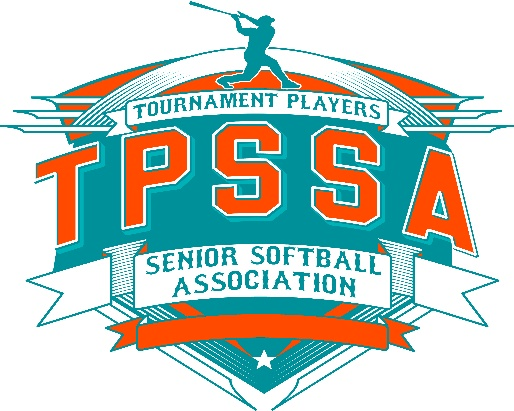 TOURNAMENT PLAYERS
TPSSA
SENIOR SOFTBALL
ASSOCIATION